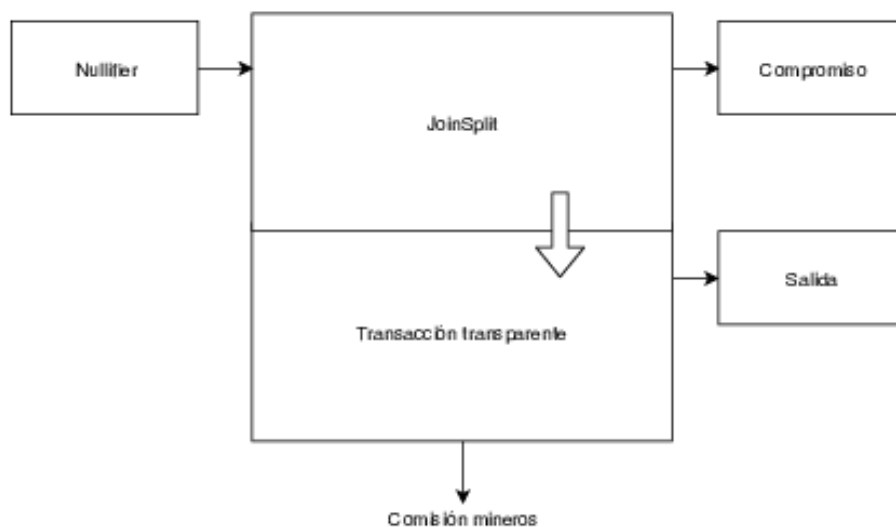 Nullifier
Compromiso
JoinSplit
Salida
Transacción transparente
Comisión mineros